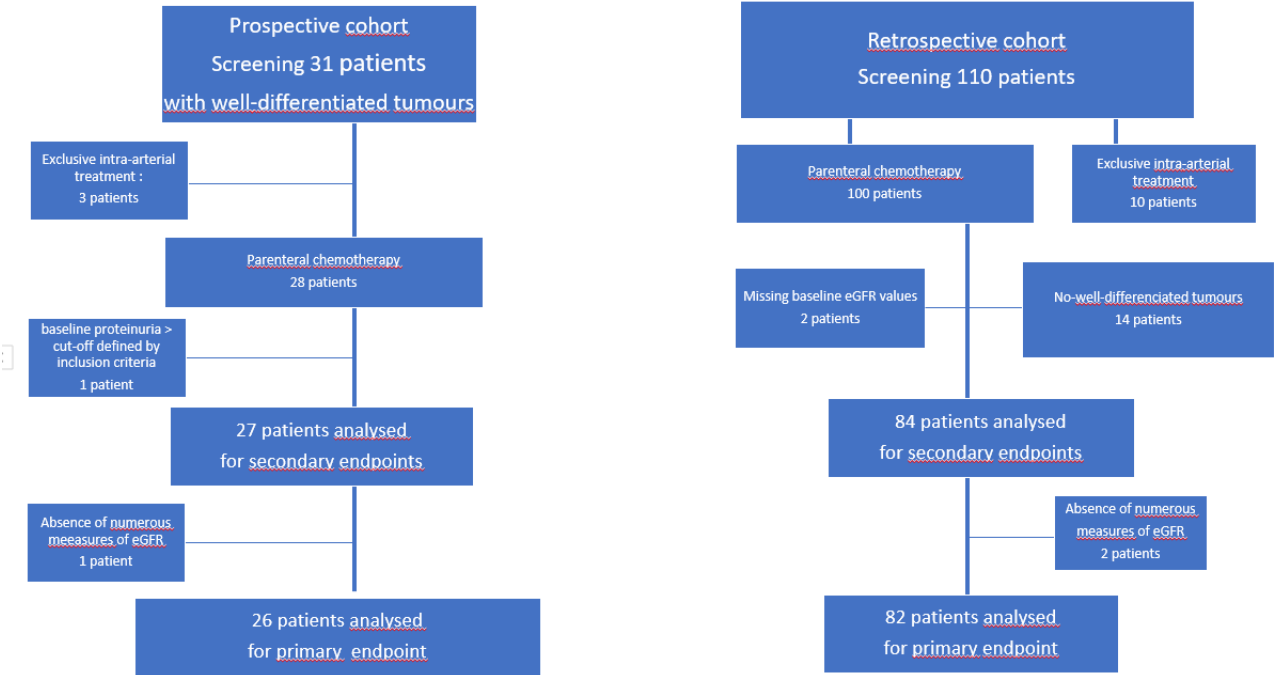 Prospective cohort
Screening 31 patients
with well-differentiated tumours
Exclusive intra-arterial
treatment :
3 patients
Parenteral chemotherapy
28 patients
baseline proteinuria >
cut-off defined by
inclusion criteria
1 patient
27 patients analysed
for secondary endpoints
Absence of numerous
meeasures of eGFR
1 patient
26 patients analysed
for primary endpoint
Retrospective cohort
Screening 110 patients
Parenteral chemotherapy
100 patients
Exclusive intra-arterial
treatment
10 patients
Missing baseline eGFR values
2 patients
No-well-differenciated tumours
14 patients
84 patients analysed
for secondary endpoints
Absence of numerous
measures of eGFR
2 patients
82 patients analysed
for primary endpoint